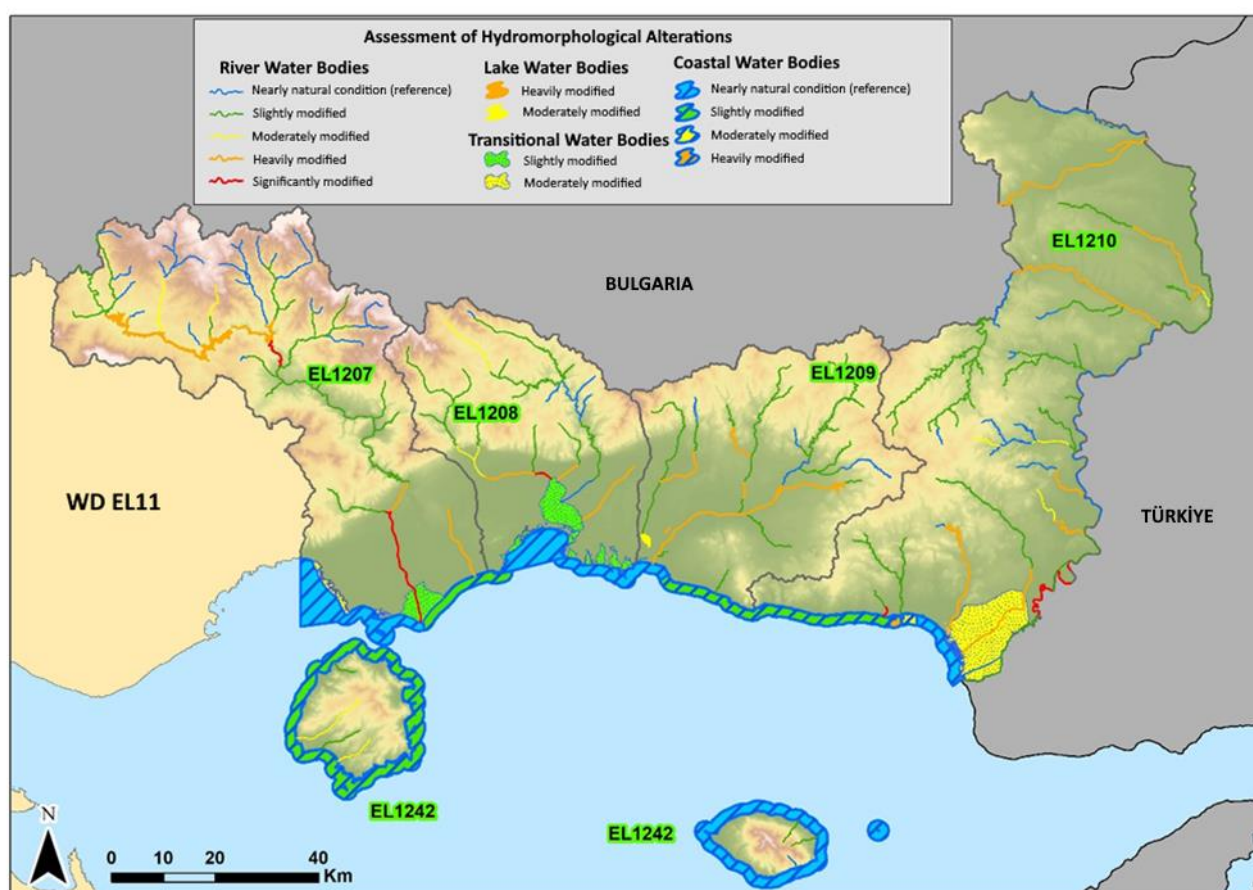 Assessment of Hydromorphological Alterations
River Water Bodies
Nearly natural condition (reference)
Slightly modified
Moderately modified
Heavily modified
Significantly modified
Lake Water Bodies
Heavily modified
Moderately modified
Transitional Water Bodies
Slightly modified
Moderately modified
Coastal Water Bodies
Nearly natural condition (reference)
Slightly modified
Moderately modified
Heavily modified
EL1210
BULGARIA
EL1207
EL1209
EL1208
WD EL11
TÜRKİYE
EL1242
EL1242
N
0 10 20 40
Km